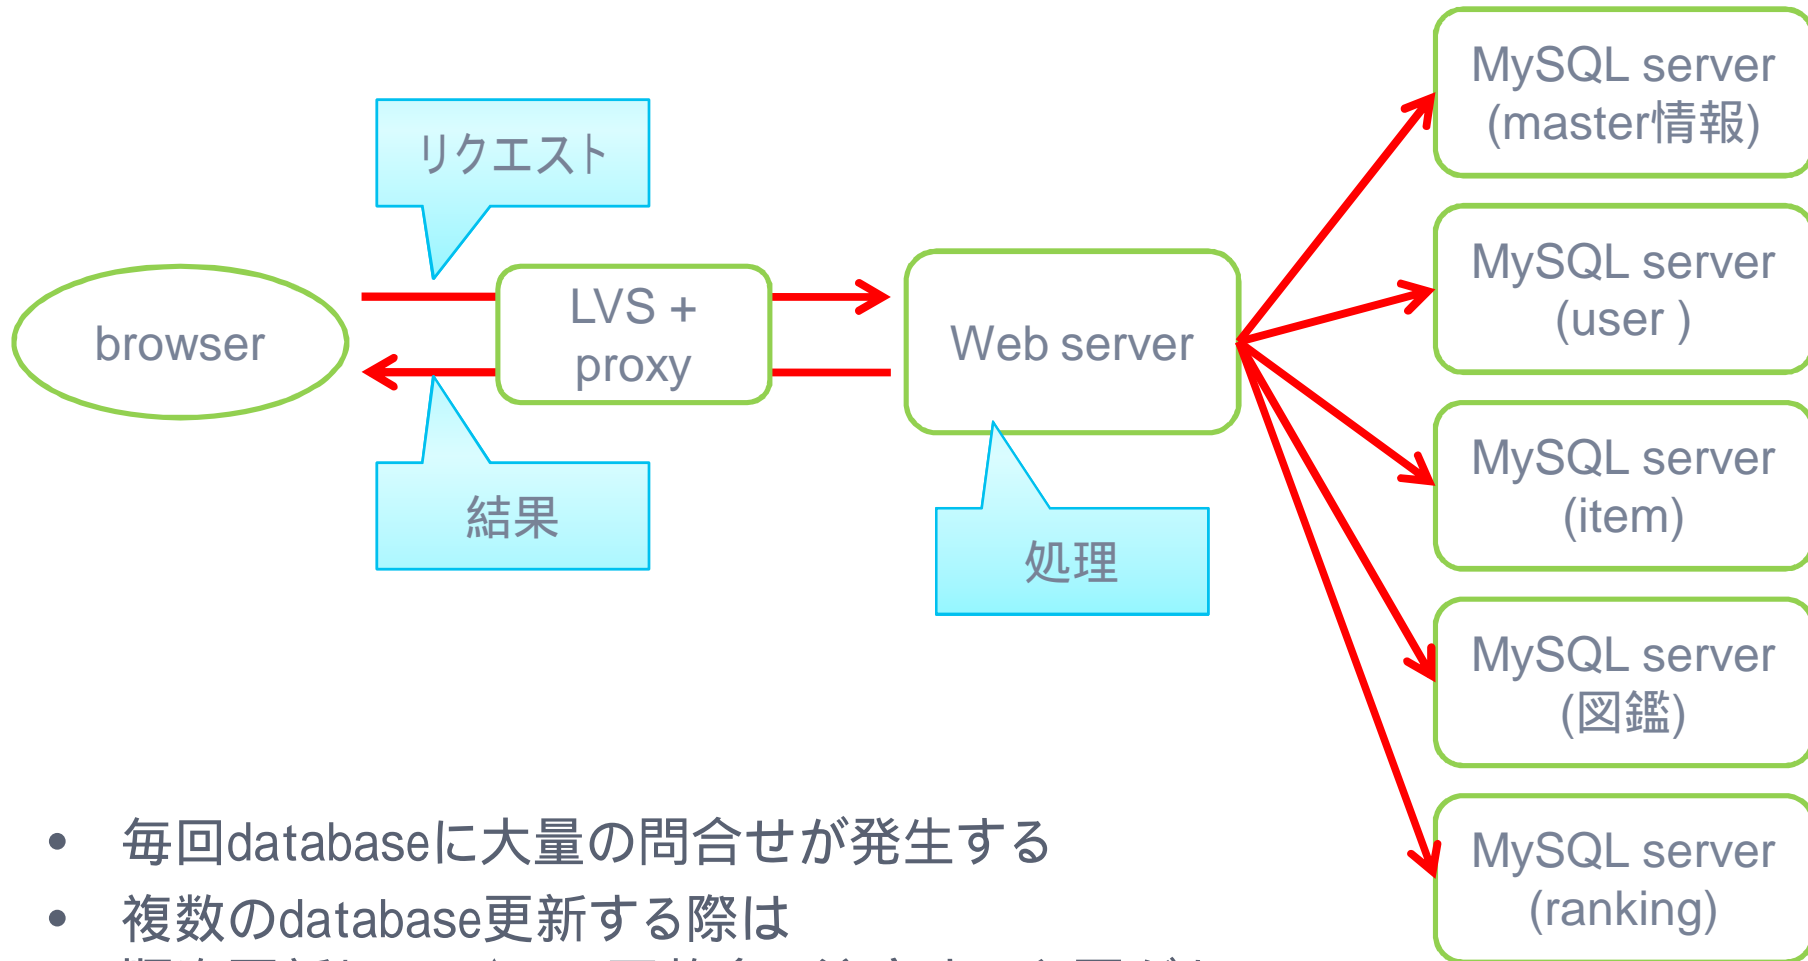 リクエスト
browser
LVS +
proxy
Web server
結果
処理
MySQL server
(master情報)
MySQL server
(user )
MySQL server
(item)
MySQL server
(図鑑)
MySQL server
(ranking)
• 毎回databaseに大量の問合せが発生する
• 複数のdatabase更新する際は